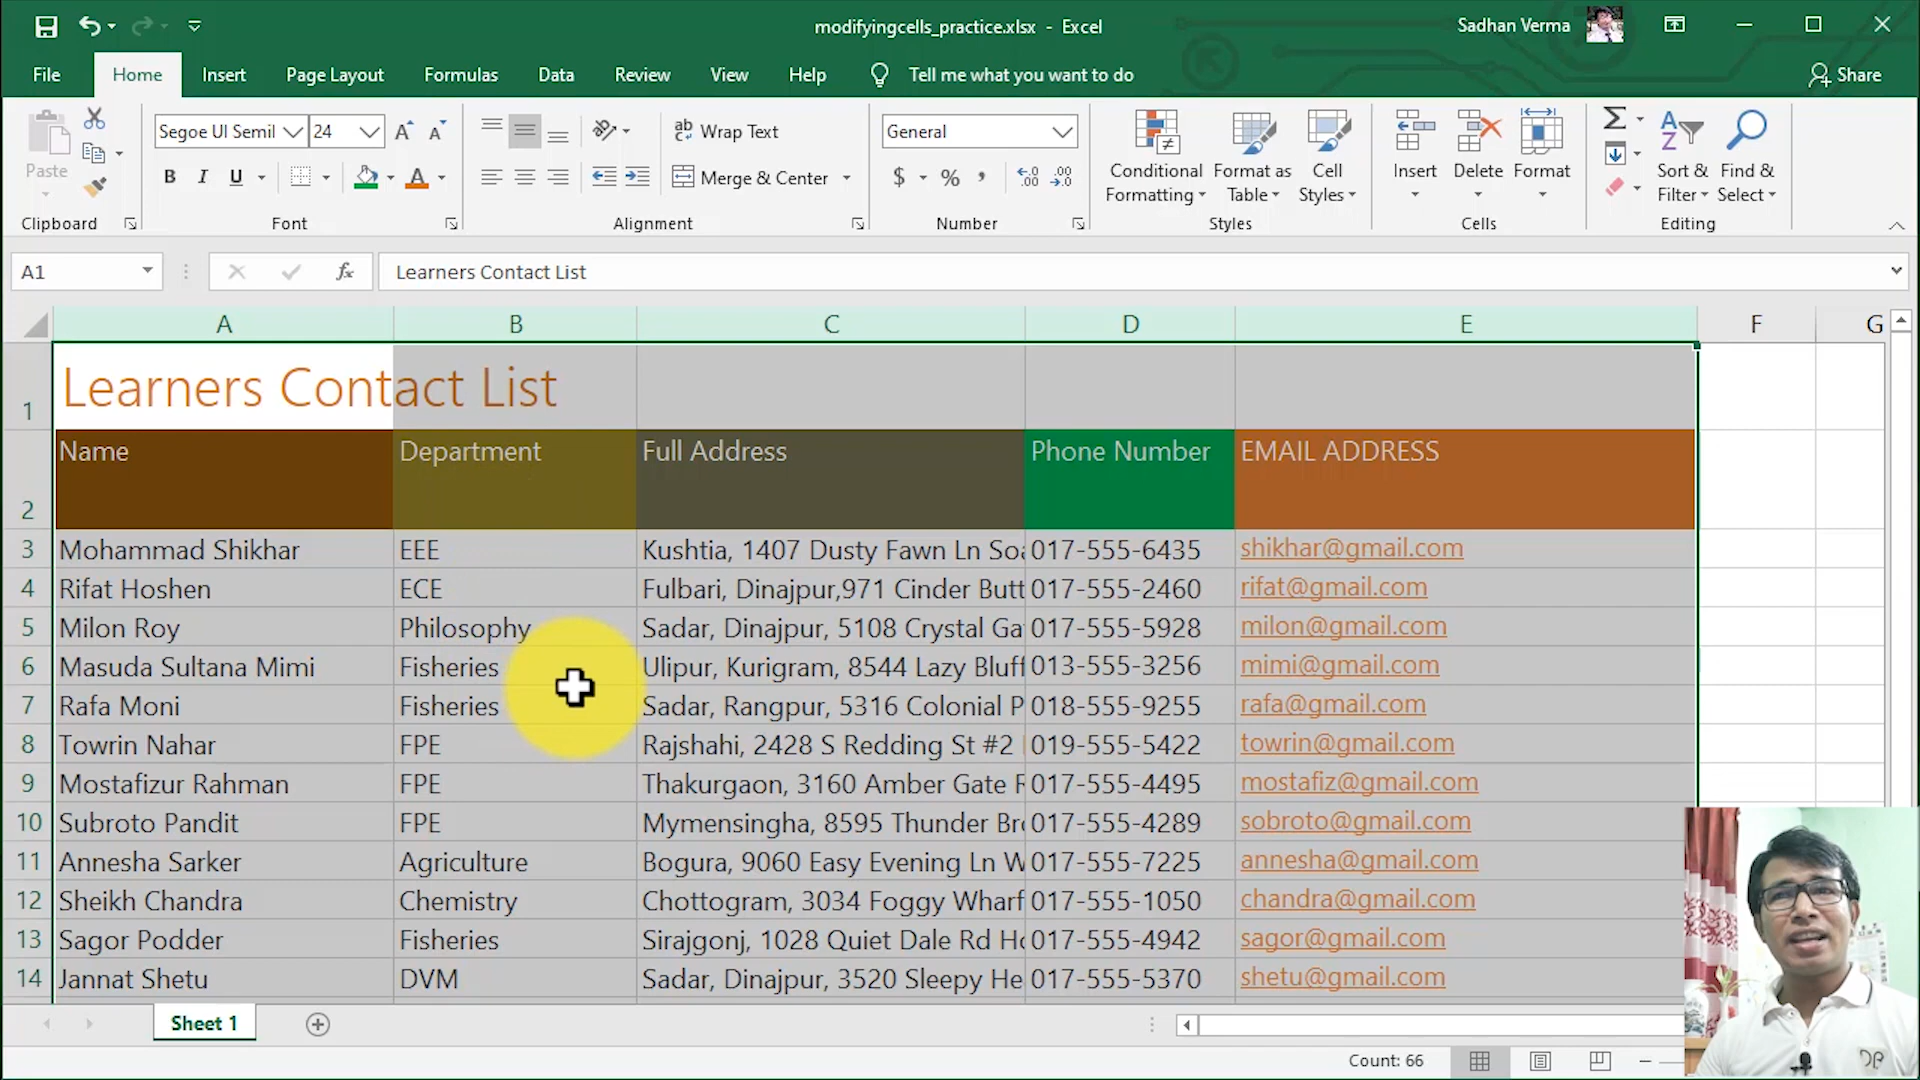 modifyingcells_practice.xlsx - Excel
Sadhan Verma
File Home Insert Page Layout Formulas Data Review View Help Tell me what you want to do Share
Paste
Segoe UI Semil 24
Wrap Text
General
B I U
Merge & Center
$ % ,
Conditional Formatting
Format as Table
Cell Styles
Insert Delete Format
Sort & Filter
Find & Select
Clipboard Font Alignment Number Styles Cells Editing
A1 fx Learners Contact List
A B C D E F G
1 Learners Contact List
2 Name Department Full Address Phone Number EMAIL ADDRESS
3 Mohammad Shikhar EEE Kushtia, 1407 Dusty Fawn Ln 017-555-6435 shikhar@gmail.com
4 Rifat Hoshen ECE Fulbari, Dinajpur,971 Cinder Butt 017-555-2460 rifat@gmail.com
5 Milon Roy Philosophy Sadar, Dinajpur, 5108 Crystal Ga 017-555-5928 milon@gmail.com
6 Masuda Sultana Mimi Fisheries Ulipur, Kurigram, 8544 Lazy Bluff 013-555-3256 mimi@gmail.com
7 Rafa Moni Fisheries Sadar, Rangpur, 5316 Colonial P 018-555-9255 rafa@gmail.com
8 Towrin Nahar FPE Rajshahi, 2428 S Redding St #2 019-555-5422 towrin@gmail.com
9 Mostafizur Rahman FPE Thakurgaon, 3160 Amber Gate R 017-555-4495 mostafiz@gmail.com
10 Subroto Pandit FPE Mymensingha, 8595 Thunder Br 017-555-4289 sobroto@gmail.com
11 Annesha Sarker Agriculture Bogura, 9060 Easy Evening Ln W 017-555-7225 annesha@gmail.com
12 Sheikh Chandra Chemistry Chottogram, 3034 Foggy Wharf 017-555-1050 chandra@gmail.com
13 Sagor Podder Fisheries Sirajgonj, 1028 Quiet Dale Rd 017-555-4942 sagor@gmail.com
14 Jannat Shetu DVM Sadar, Dinajpur, 3520 Sleepy He 017-555-5370 shetu@gmail.com
Sheet 1
Count: 66